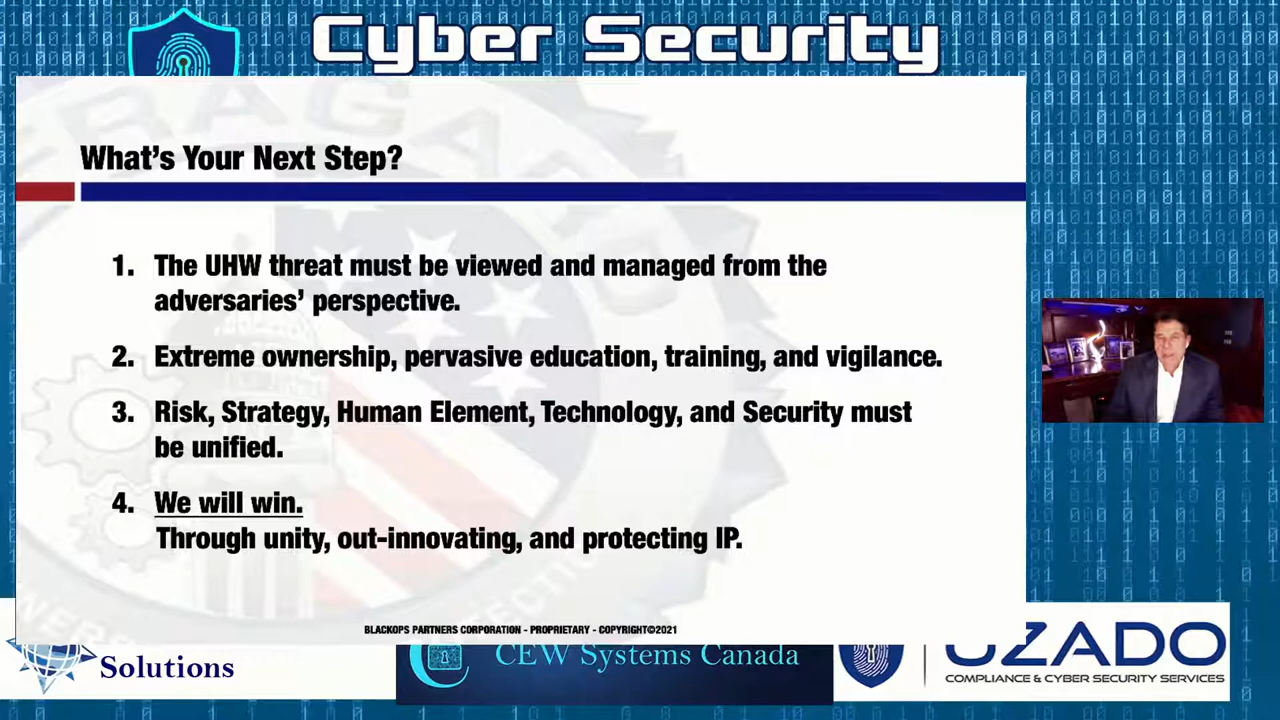 Cyber Security
What's Your Next Step?
1. The UHW threat must be viewed and managed from the
adversaries' perspective.
2. Extreme ownership, pervasive education, training, and vigilance.
3. Risk, Strategy, Human Element, Technology, and Security must
be unified.
4. We will win.
Through unity, out-innovating, and protecting IP.
BLACKOPS PARTNERS CORPORATION - PROPRIETARY - COPYRIGHT©2021
Solutions
CEW Systems Canada
UZADO
COMPLIANCE & CYBER SECURITY SERVICES